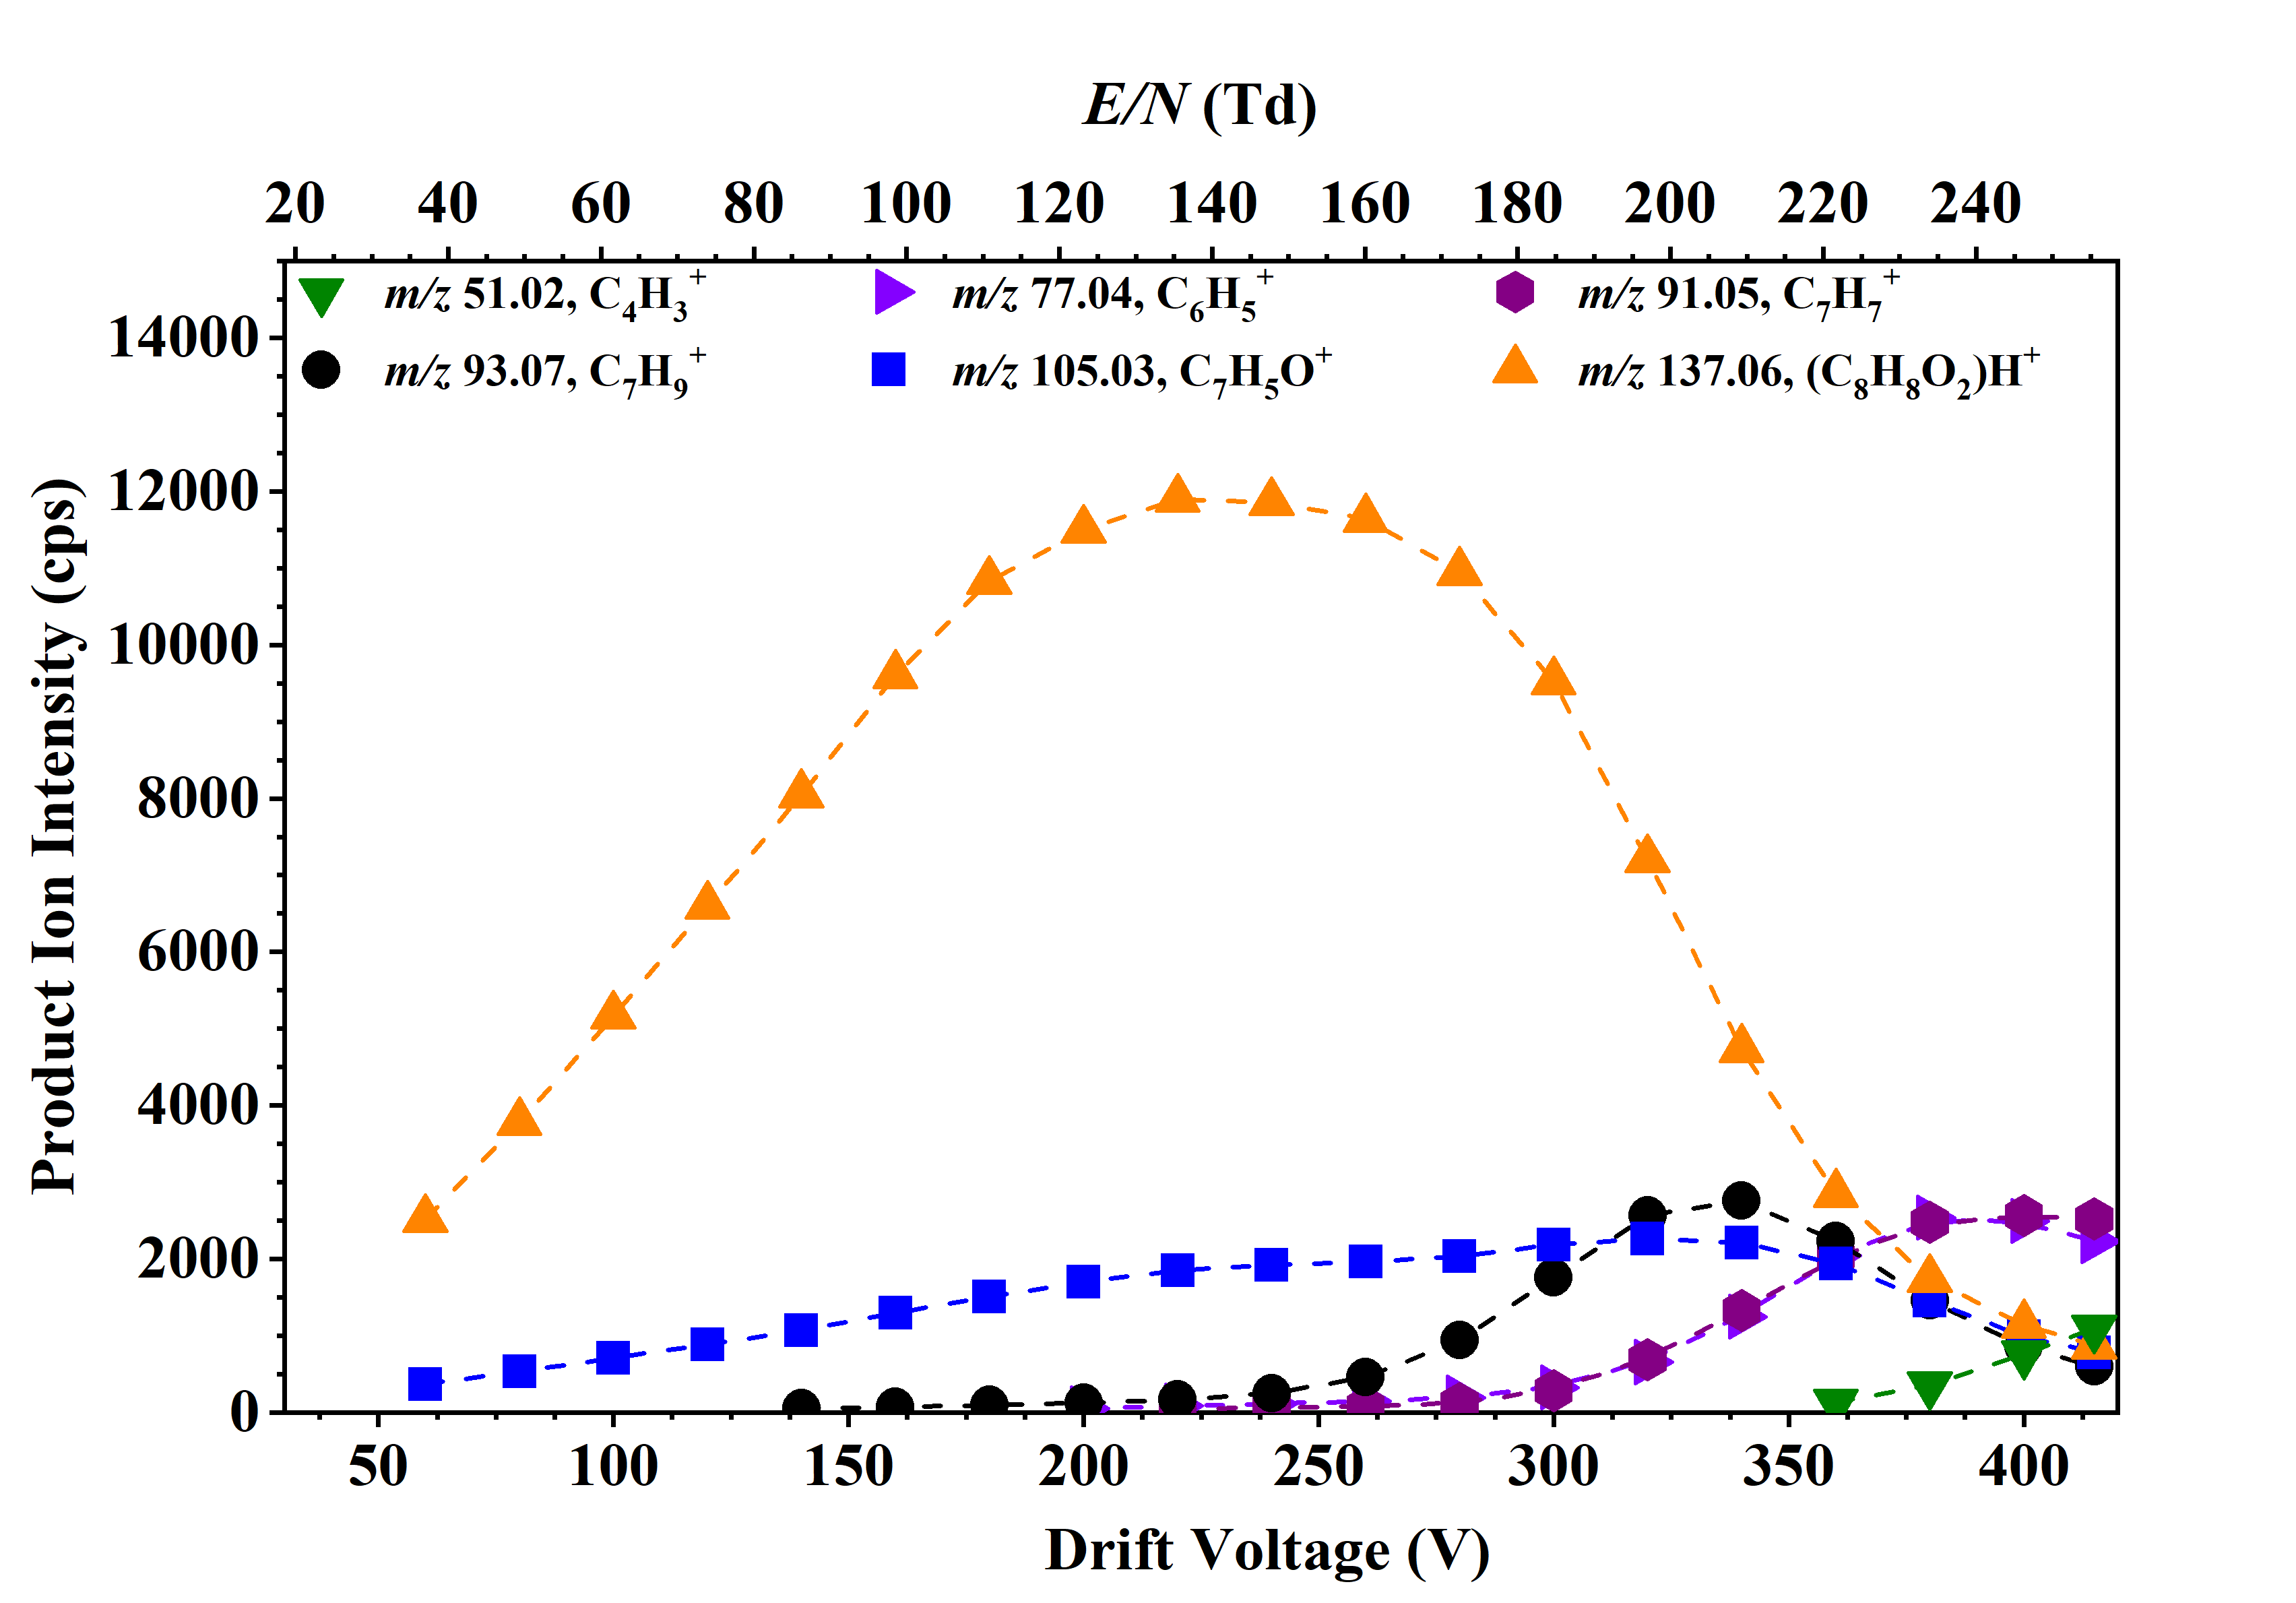 E/N (Td)
20 40 60 80 100 120 140 160 180 200 220 240
m/z 51.02, C₄H₃⁺ m/z 77.04, C₆H₅⁺ m/z 91.05, C₇H₇⁺
m/z 93.07, C₇H₉⁺ m/z 105.03, C₇H₅O⁺ m/z 137.06, (C₈H₈O₂)H⁺
Product Ion Intensity (cps)
14000
12000
10000
8000
6000
4000
2000
0
50 100 150 200 250 300 350 400
Drift Voltage (V)